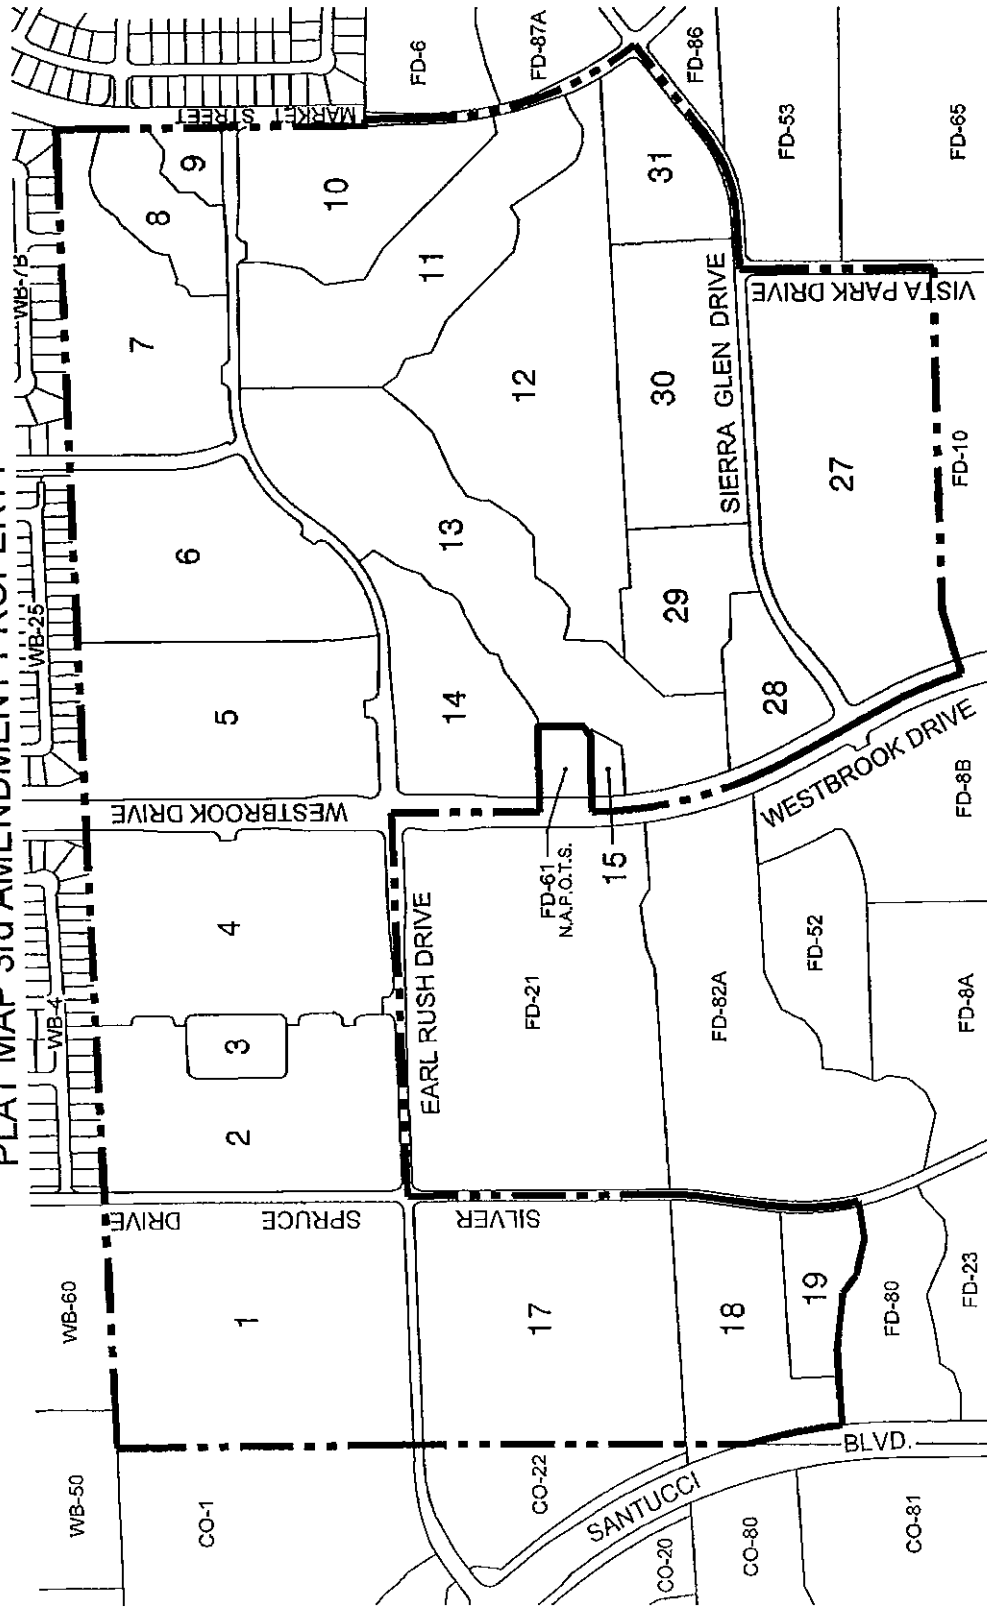 PLAT MAP 3rd AMENDMENT PROPERTY
WB-50
WB-60
WB-4
WB-25
WB-7B
SILVER SPRUCE DRIVE
WESTBROOK DRIVE
MARKET STREET
CO-1
1
2
3
4
5
6
7
8
9
10
EARL RUSH DRIVE
FD-6
11
12
13
14
17
CO-22
FD-21
FD-61
N.A.P.O.T.S.
15
FD-87A
SANTUCCI BLVD.
CO-20
18
FD-82A
28
29
30
31
FD-86
SIERRA GLEN DRIVE
CO-80
19
FD-52
WESTBROOK DRIVE
27
VISTA PARK DRIVE
FD-53
CO-81
FD-80
FD-23
FD-8A
FD-8B
FD-10
FD-65